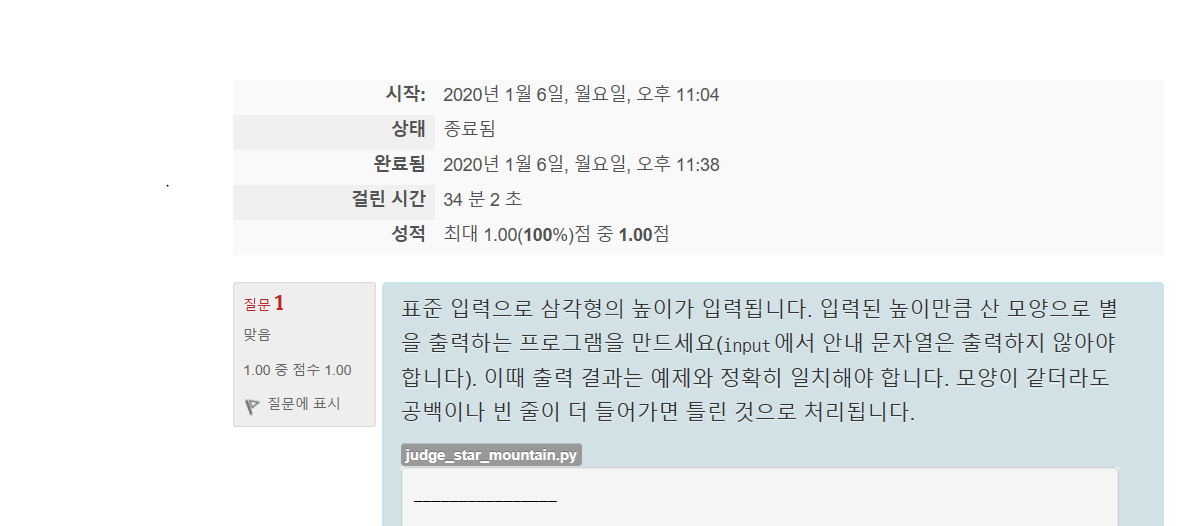 시작: 2020년 1월 6일, 월요일, 오후 11:04
상태 종료됨
완료됨 2020년 1월 6일, 월요일, 오후 11:38
걸린 시간 34 분 2 초
성적 최대 1.00(100%)점 중 1.00점
질문 1
맞음
1.00 중 점수 1.00
질문에 표시
표준 입력으로 삼각형의 높이가 입력됩니다. 입력된 높이만큼 산 모양으로 별
을 출력하는 프로그램을 만드세요(input에서 안내 문자열은 출력하지 않아야
합니다). 이때 출력 결과는 예제와 정확히 일치해야 합니다. 모양이 같더라도
공백이나 빈 줄이 더 들어가면 틀린 것으로 처리됩니다.
judge_star_mountain.py
________________